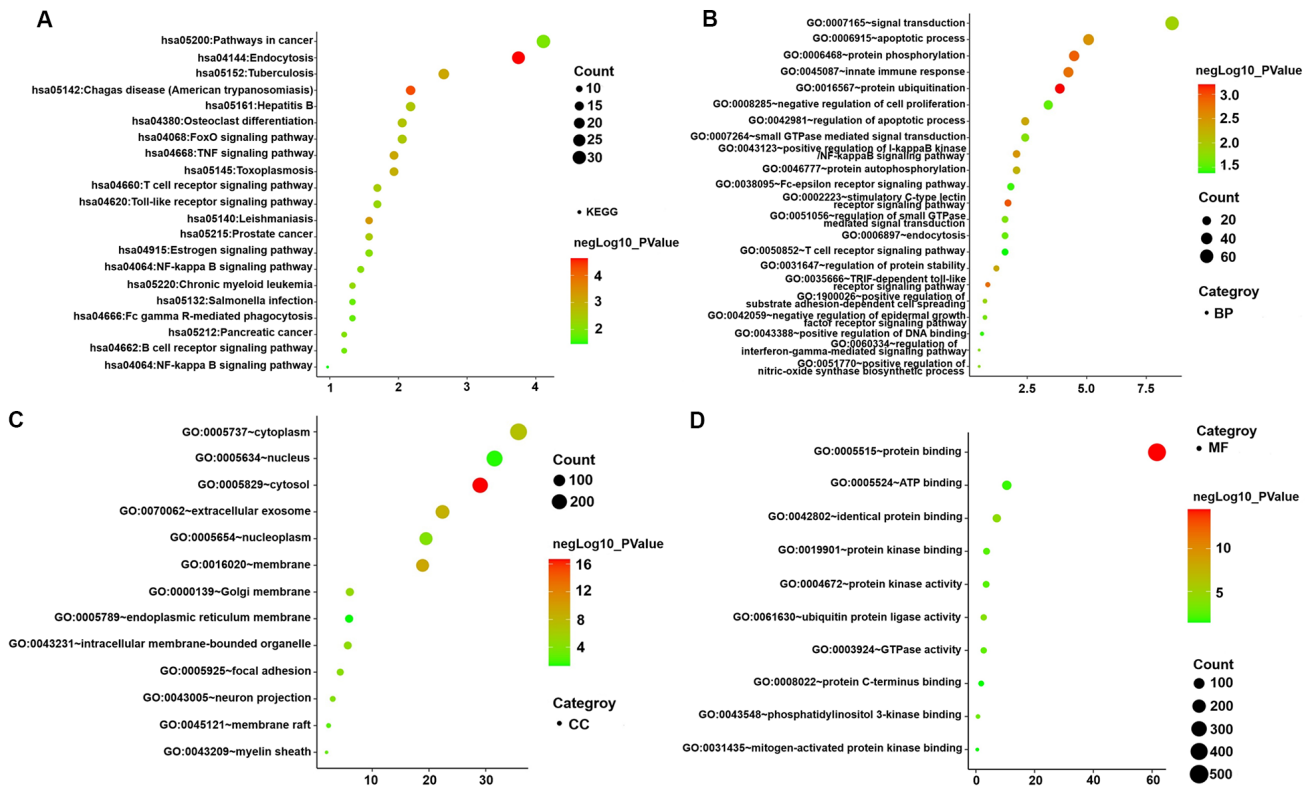 A
hsa05200:Pathways in cancer
hsa04144:Endocytosis
hsa05152:Tuberculosis
hsa05142:Chagas disease (American trypanosomiasis)
hsa05161:Hepatitis B
hsa04380:Osteoclast differentiation
hsa04068:FoxO signaling pathway
hsa04668:TNF signaling pathway
hsa05145:Toxoplasmosis
hsa04660:T cell receptor signaling pathway
hsa04620:Toll-like receptor signaling pathway
hsa05140:Leishmaniasis
hsa05215:Prostate cancer
hsa04915:Estrogen signaling pathway
hsa04064:NF-kappa B signaling pathway
hsa05220:Chronic myeloid leukemia
hsa05132:Salmonella infection
hsa04666:Fc gamma R-mediated phagocytosis
hsa05212:Pancreatic cancer
hsa04662:B cell receptor signaling pathway
hsa04064:NF-kappa B signaling pathway
1 2 3 4
Count
10
15
20
25
30
KEGG
negLog10_PValue
4
3
2
B
GO:0007165~signal transduction
GO:0006915~apoptotic process
GO:0006468~protein phosphorylation
GO:0045087~innate immune response
GO:0016567~protein ubiquitination
GO:0008285~negative regulation of cell proliferation
GO:0042981~regulation of apoptotic process
GO:0007264~small GTPase mediated signal transduction
GO:0043123~positive regulation of I-kappaB kinase
/NF-kappaB signaling pathway
GO:0046777~protein autophosphorylation
GO:0038095~Fc-epsilon receptor signaling pathway
GO:0002223~stimulatory C-type lectin
receptor signaling pathway
GO:0051056~regulation of small GTPase
mediated signal transduction
GO:0006897~endocytosis
GO:0050852~T cell receptor signaling pathway
GO:0031647~regulation of protein stability
GO:0035666~TRIF-dependent toll-like
receptor signaling pathway
GO:1900026~positive regulation of
substrate adhesion-dependent cell spreading
GO:0042059~negative regulation of epidermal growth
factor receptor signaling pathway
GO:0043388~positive regulation of DNA binding
GO:0060334~regulation of
interferon-gamma-mediated signaling pathway
GO:0051770~positive regulation of
nitric-oxide synthase biosynthetic process
2.5 5.0 7.5
negLog10_PValue
3.0
2.5
2.0
1.5
Count
20
40
60
Categroy
BP
C
GO:0005737~cytoplasm
GO:0005634~nucleus
GO:0005829~cytosol
GO:0070062~extracellular exosome
GO:0005654~nucleoplasm
GO:0016020~membrane
GO:0000139~Golgi membrane
GO:0005789~endoplasmic reticulum membrane
GO:0043231~intracellular membrane-bounded organelle
GO:0005925~focal adhesion
GO:0043005~neuron projection
GO:0045121~membrane raft
GO:0043209~myelin sheath
10 20 30
Count
100
200
negLog10_PValue
16
12
8
4
Categroy
CC
D
GO:0005515~protein binding
GO:0005524~ATP binding
GO:0042802~identical protein binding
GO:0019901~protein kinase binding
GO:0004672~protein kinase activity
GO:0061630~ubiquitin protein ligase activity
GO:0003924~GTPase activity
GO:0008022~protein C-terminus binding
GO:0043548~phosphatidylinositol 3-kinase binding
GO:0031435~mitogen-activated protein kinase binding
0 20 40 60
Categroy
MF
negLog10_PValue
10
5
Count
100
200
300
400
500